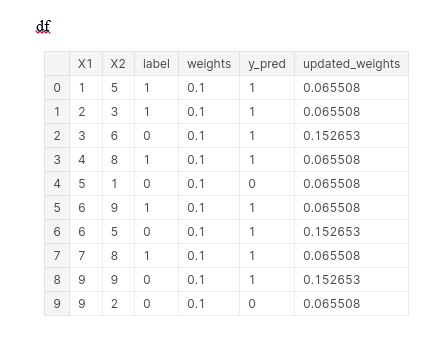 df
X1 X2 label weights y_pred updated_weights
0 1 5 1 0.1 1 0.065508
1 2 3 1 0.1 1 0.065508
2 3 6 0 0.1 1 0.152653
3 4 8 1 0.1 1 0.065508
4 5 1 0 0.1 0 0.065508
5 6 9 1 0.1 1 0.065508
6 6 5 0 0.1 1 0.152653
7 7 8 1 0.1 1 0.065508
8 9 9 0 0.1 1 0.152653
9 9 2 0 0.1 0 0.065508